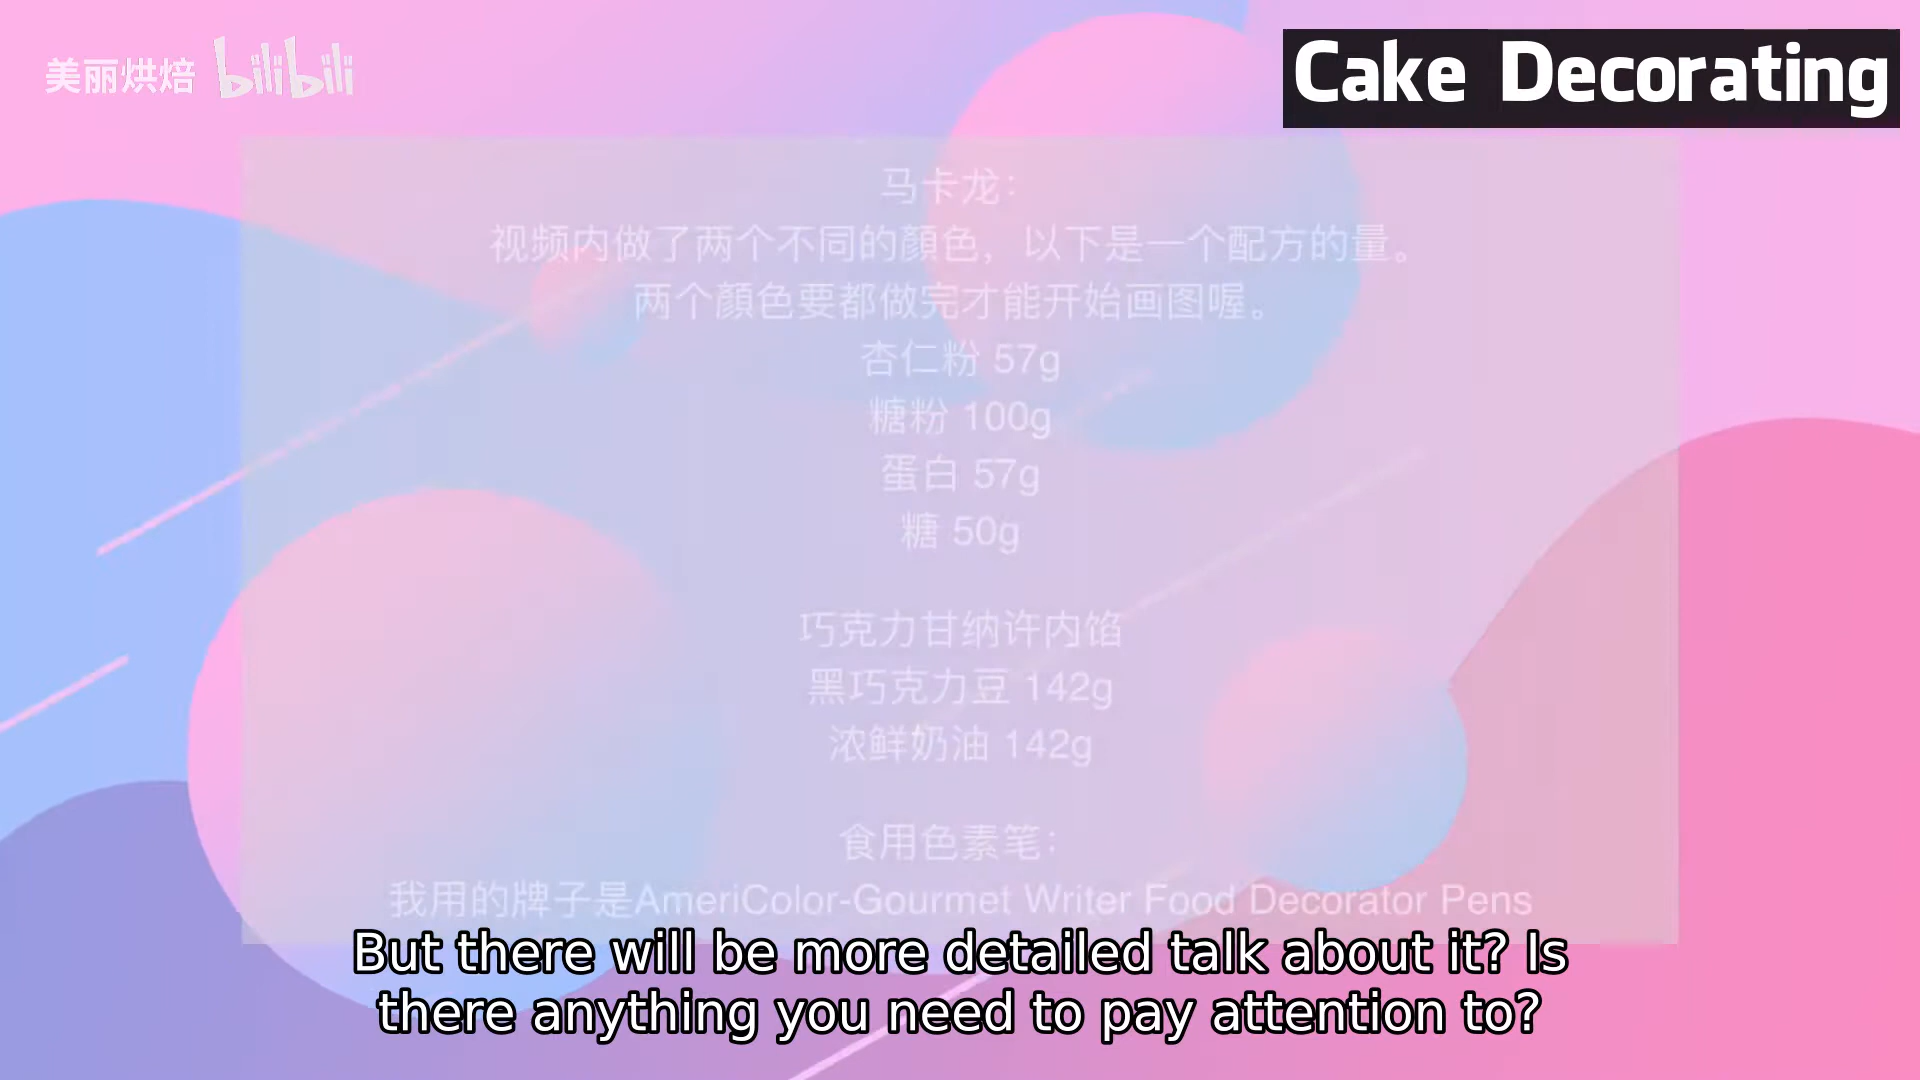 美丽烘焙 bilibili
Cake Decorating
马卡龙：
视频内做了两个不同的顏色，以下是一个配方的量。
两个顏色要都做完才能开始画图喔。
杏仁粉 57g
糖粉 100g
蛋白 57g
糖 50g
巧克力甘纳许内馅
黑巧克力豆 142g
浓鲜奶油 142g
食用色素笔：
我用的牌子是AmeriColor-Gourmet Writer Food Decorator Pens
But there will be more detailed talk about it? Is
there anything you need to pay attention to?